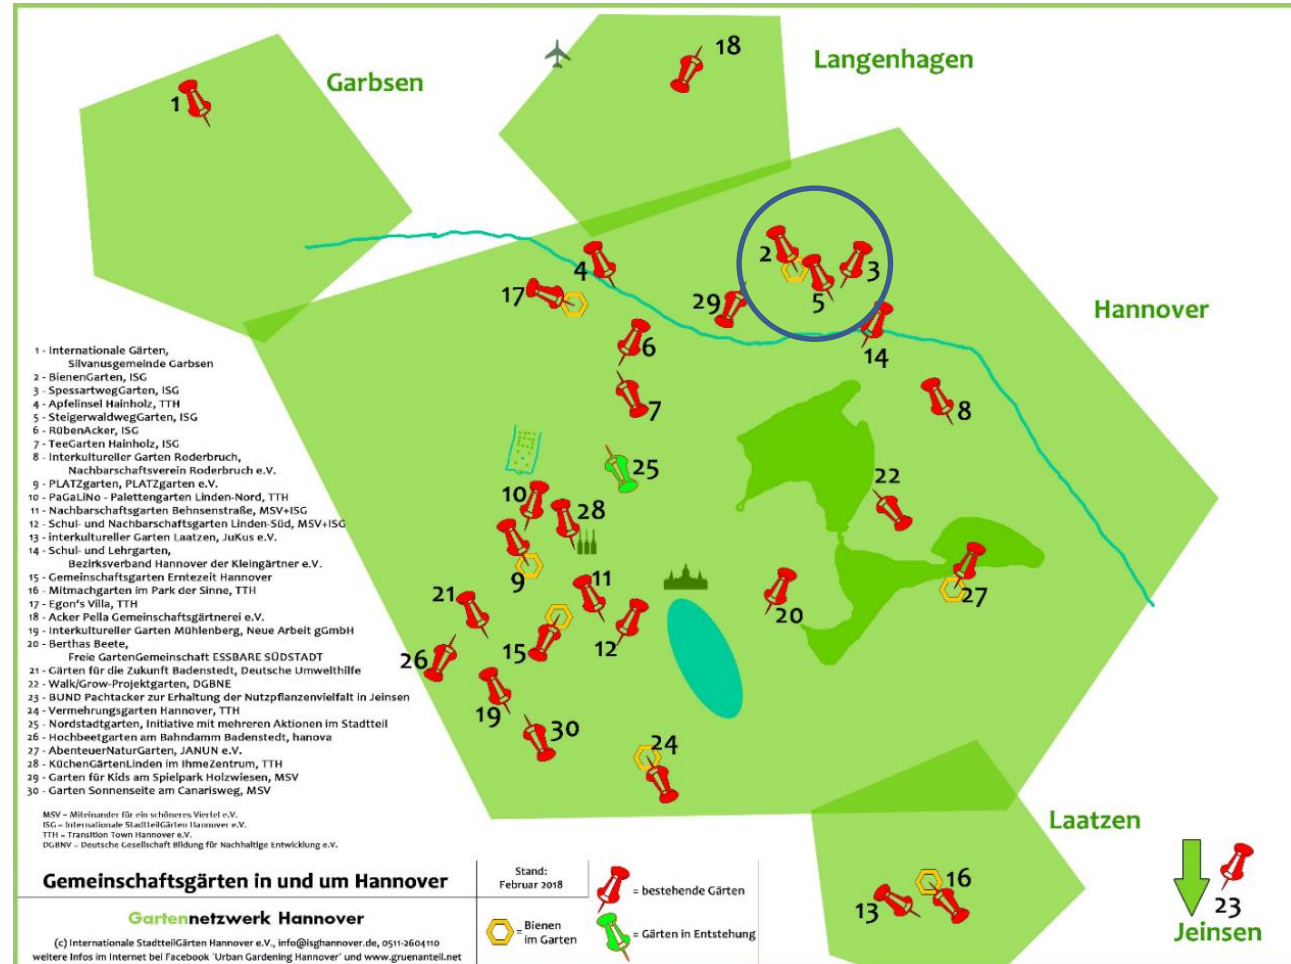 18
Langenhagen
Garbsen
1
2
3
4
5
17
29
Hannover
6
14
7
8
25
22
10
28
9
11
27
21
20
12
15
26
19
30
24
1 - Internationale Gärten,
Silvanusgemeinde Garbsen
2 - BienenGarten, ISG
3 - SpessartwegGarten, ISG
4 - Apfelinsel Hainholz, TTH
5 - SteigerwaldwegGarten, ISG
6 - RübenAcker, ISG
7 - TeeGarten Hainholz, ISG
8 - Interkultureller Garten Roderbruch,
Nachbarschaftsverein Roderbruch e.V.
9 - PLATZgarten, PLATZgarten e.V.
10 - PaGaLiNo - Palettengarten Linden-Nord, TTH
11 - Nachbarschaftsgarten Behnsenstraße, MSV+ISG
12 - Schul- und Nachbarschaftsgarten Linden-Süd, MSV+ISG
13 - interkultureller Garten Laatzen, JuKus e.V.
14 - Schul- und Lehrgarten,
Bezirksverband Hannover der Kleingärtner e.V.
15 - Gemeinschaftsgarten Erntezeit Hannover
16 - Mitmachgarten im Park der Sinne, TTH
17 - Egon's Villa, TTH
18 - Acker Pella Gemeinschaftsgärtnerei e.V.
19 - Interkultureller Garten Mühlenberg, Neue Arbeit gGmbH
20 - Berthas Beete,
Freie GartenGemeinschaft ESSBARE SÜDSTADT
21 - Gärten für die Zukunft Badenstedt, Deutsche Umwelthilfe
22 - Walk/Grow-Projektgarten, DGBNE
23 - BUND Pachtacker zur Erhaltung der Nutzpflanzenvielfalt in Jeinsen
24 - Vermehrungsgarten Hannover, TTH
25 - Nordstadtgarten, Initiative mit mehreren Aktionen im Stadtteil
26 - Hochbeetgarten am Bahndamm Badenstedt, hanova
27 - AbenteuerNaturGarten, JANUN e.V.
28 - KüchenGärtenLinden im IhmeZentrum, TTH
29 - Garten für Kids am Spielpark Holzwiesen, MSV
30 - Garten Sonnenseite am Canarisweg, MSV
MSV = Miteinander für ein schöneres Viertel e.V.
ISG = Internationale StadtteilGärten Hannover e.V.
TTH = Transition Town Hannover e.V.
DGBNV = Deutsche Gesellschaft Bildung für Nachhaltige Entwicklung e.V.
Laatzen
13
16
23
Jeinsen
Gemeinschaftsgärten in und um Hannover
Gartennetzwerk Hannover
(c) Internationale StadtteilGärten Hannover e.V., info@isghannover.de, 0511-2604110
weitere Infos im Internet bei Facebook 'Urban Gardening Hannover' und www.gruenanteil.net
Stand:
Februar 2018
= Bienen
im Garten
= bestehende Gärten
= Gärten in Entstehung